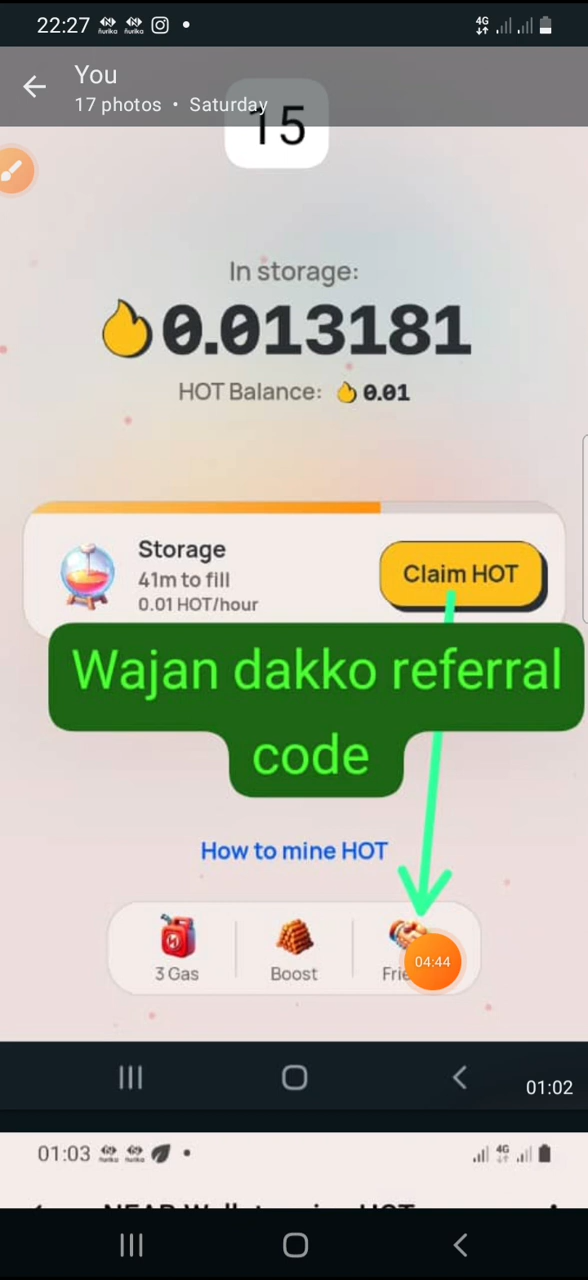 22:27
4G
You
17 photos • Saturday
15
In storage:
0.013181
HOT Balance: 0.01
Storage
41m to fill
0.01 HOT/hour
Claim HOT
Wajan dakko referral
code
How to mine HOT
3 Gas
Boost
04:44
01:02
01:03
4G